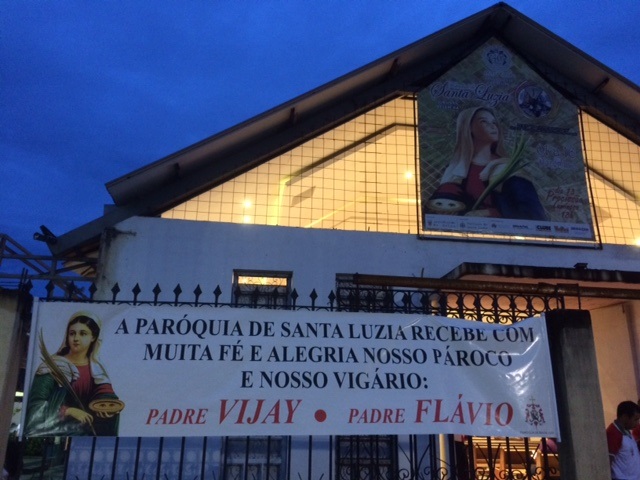 Santa Luzia
A PARÓQUIA DE SANTA LUZIA RECEBE COM
MUITA FÉ E ALEGRIA NOSSO PÁROCO
E NOSSO VIGÁRIO:
PADRE VIJAY • PADRE FLÁVIO